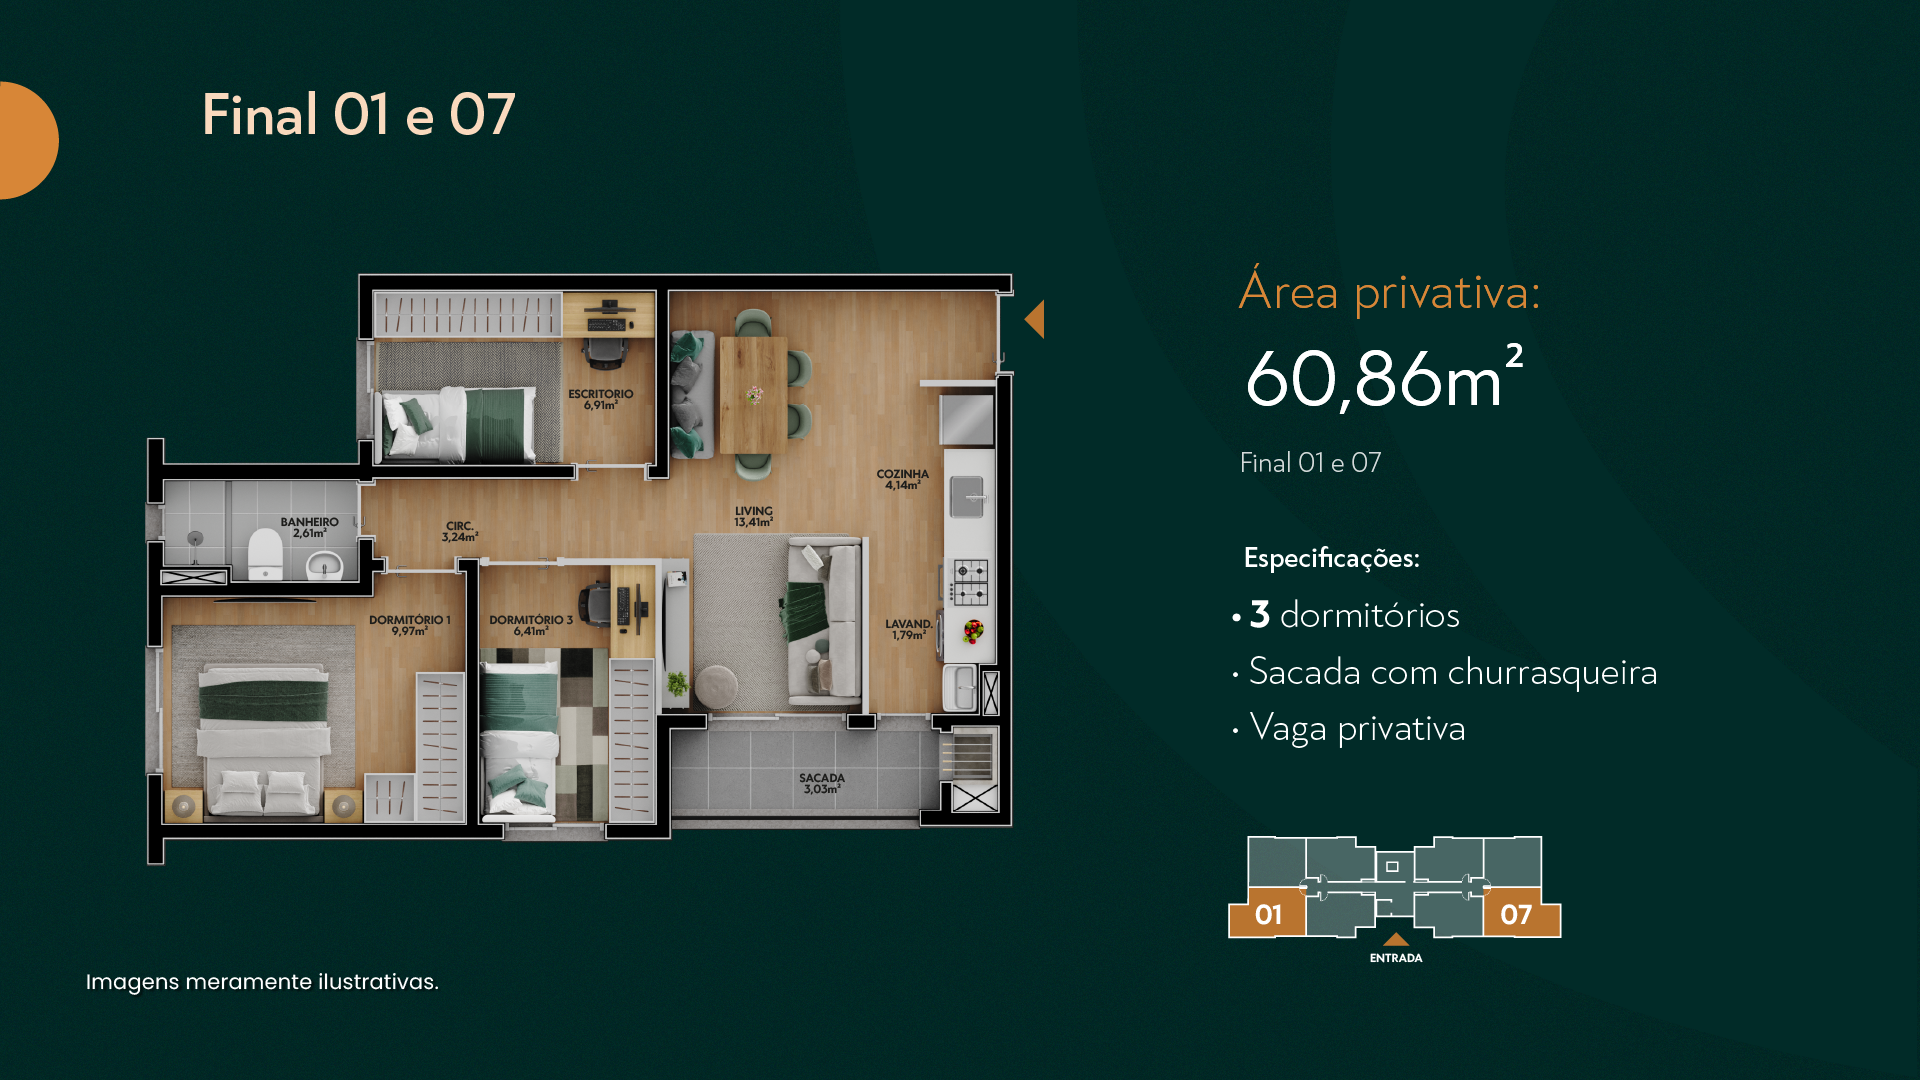 Final 01 e 07
ESCRITORIO
6,91m²
COZINHA
4,14m²
LIVING
13,41m²
BANHEIRO
2,61m²
CIRC.
3,24m²
DORMITÓRIO 1
9,97m²
DORMITÓRIO 3
6,41m²
LAVAND.
1,79m²
SACADA
3,03m²
Imagens meramente ilustrativas.
Área privativa:
60,86m²
Final 01 e 07
Especificações:
• 3 dormitórios
• Sacada com churrasqueira
• Vaga privativa
01
07
ENTRADA